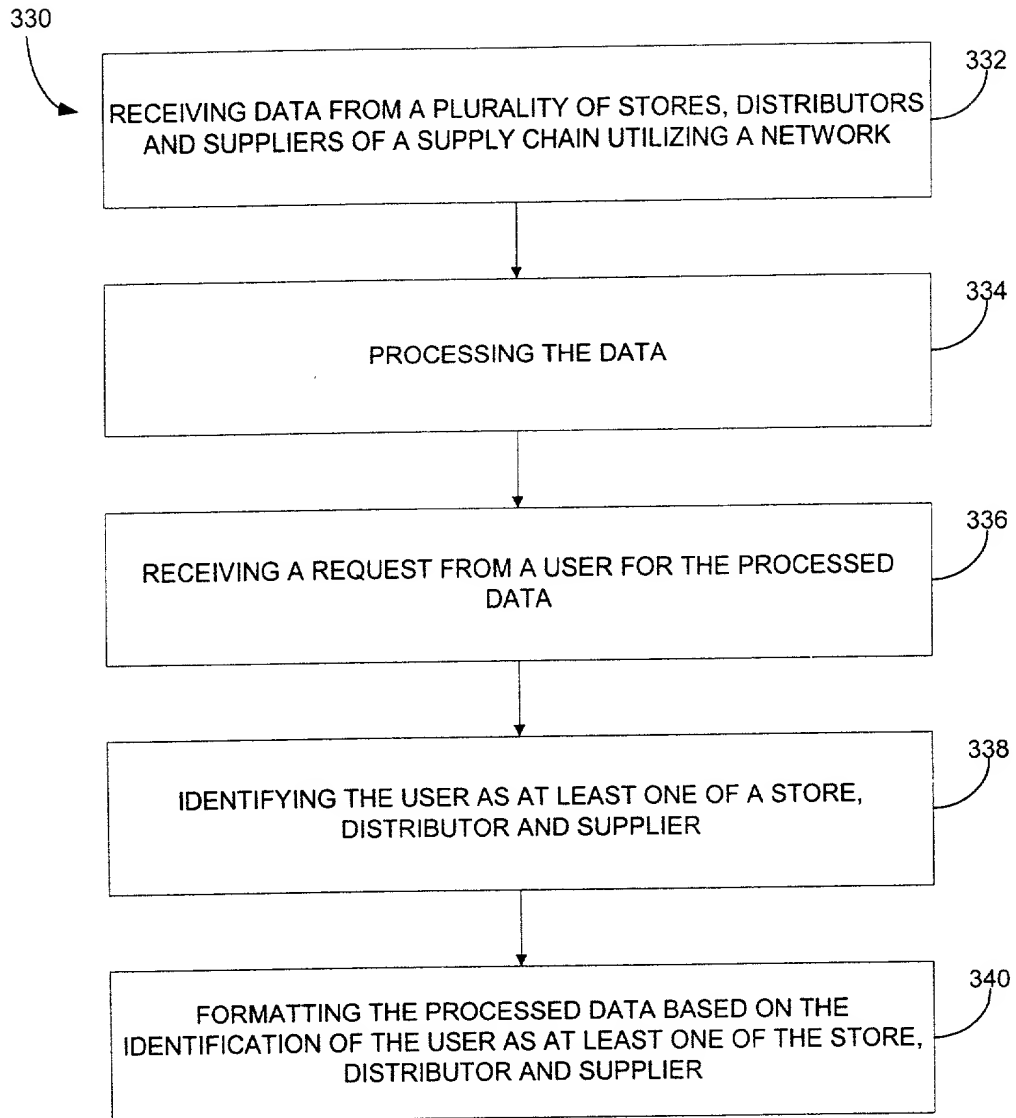 330
332
RECEIVING DATA FROM A PLURALITY OF STORES, DISTRIBUTORS
AND SUPPLIERS OF A SUPPLY CHAIN UTILIZING A NETWORK
334
PROCESSING THE DATA
336
RECEIVING A REQUEST FROM A USER FOR THE PROCESSED
DATA
338
IDENTIFYING THE USER AS AT LEAST ONE OF A STORE,
DISTRIBUTOR AND SUPPLIER
340
FORMATTING THE PROCESSED DATA BASED ON THE
IDENTIFICATION OF THE USER AS AT LEAST ONE OF THE STORE,
DISTRIBUTOR AND SUPPLIER